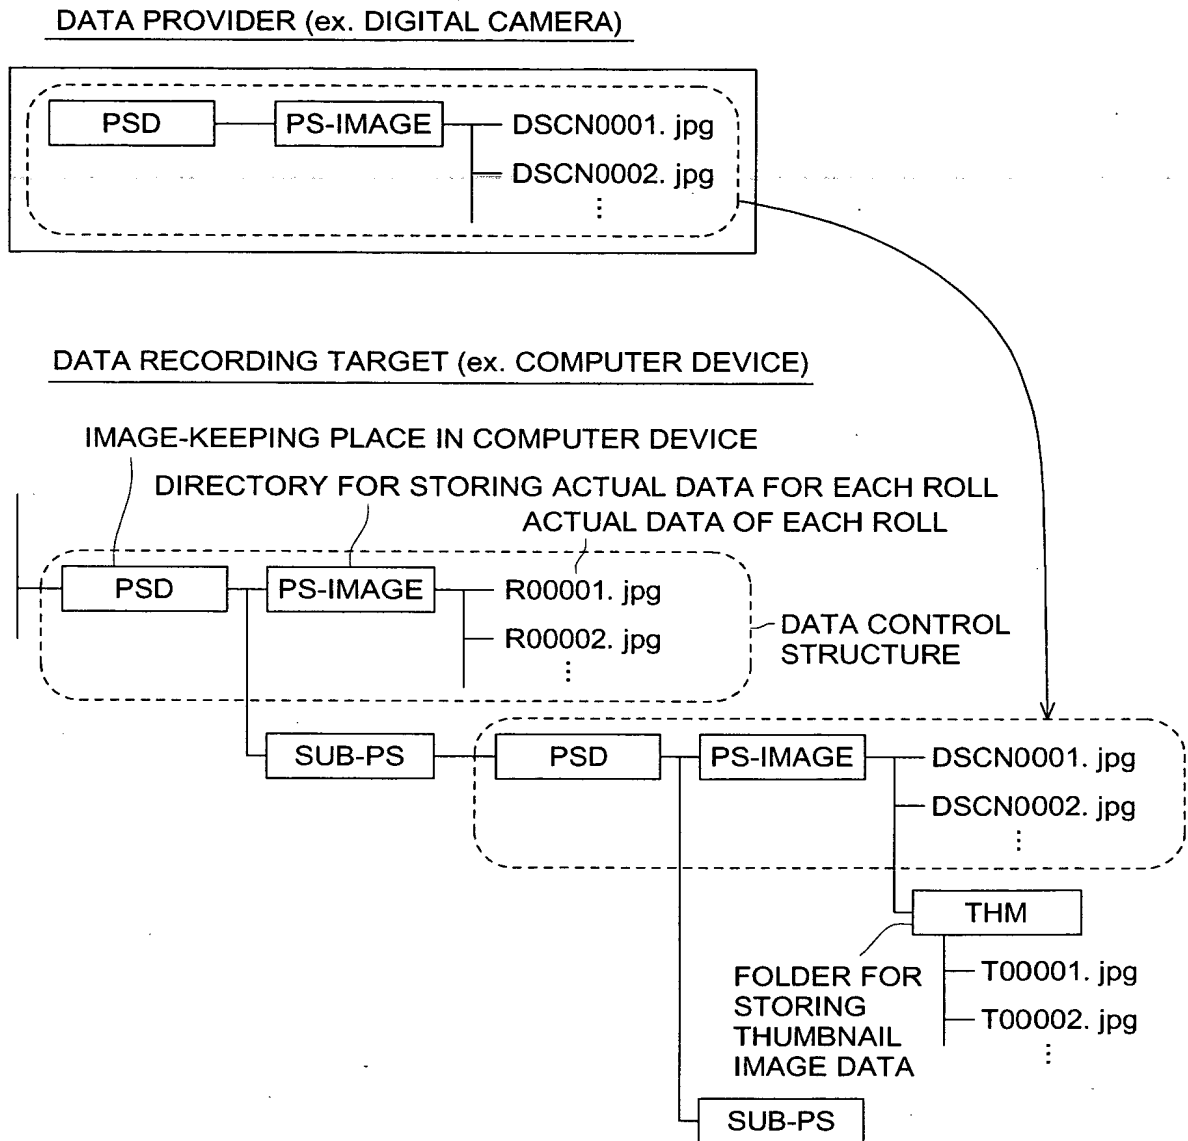 DATA PROVIDER (ex. DIGITAL CAMERA)
PSD
PS-IMAGE
DSCN0001. jpg
DSCN0002. jpg
⋮
DATA RECORDING TARGET (ex. COMPUTER DEVICE)
IMAGE-KEEPING PLACE IN COMPUTER DEVICE
DIRECTORY FOR STORING ACTUAL DATA FOR EACH ROLL
ACTUAL DATA OF EACH ROLL
PSD
PS-IMAGE
R00001. jpg
R00002. jpg
⋮
DATA CONTROL
STRUCTURE
SUB-PS
PSD
PS-IMAGE
DSCN0001. jpg
DSCN0002. jpg
⋮
THM
FOLDER FOR
STORING
THUMBNAIL
IMAGE DATA
T00001. jpg
T00002. jpg
⋮
SUB-PS